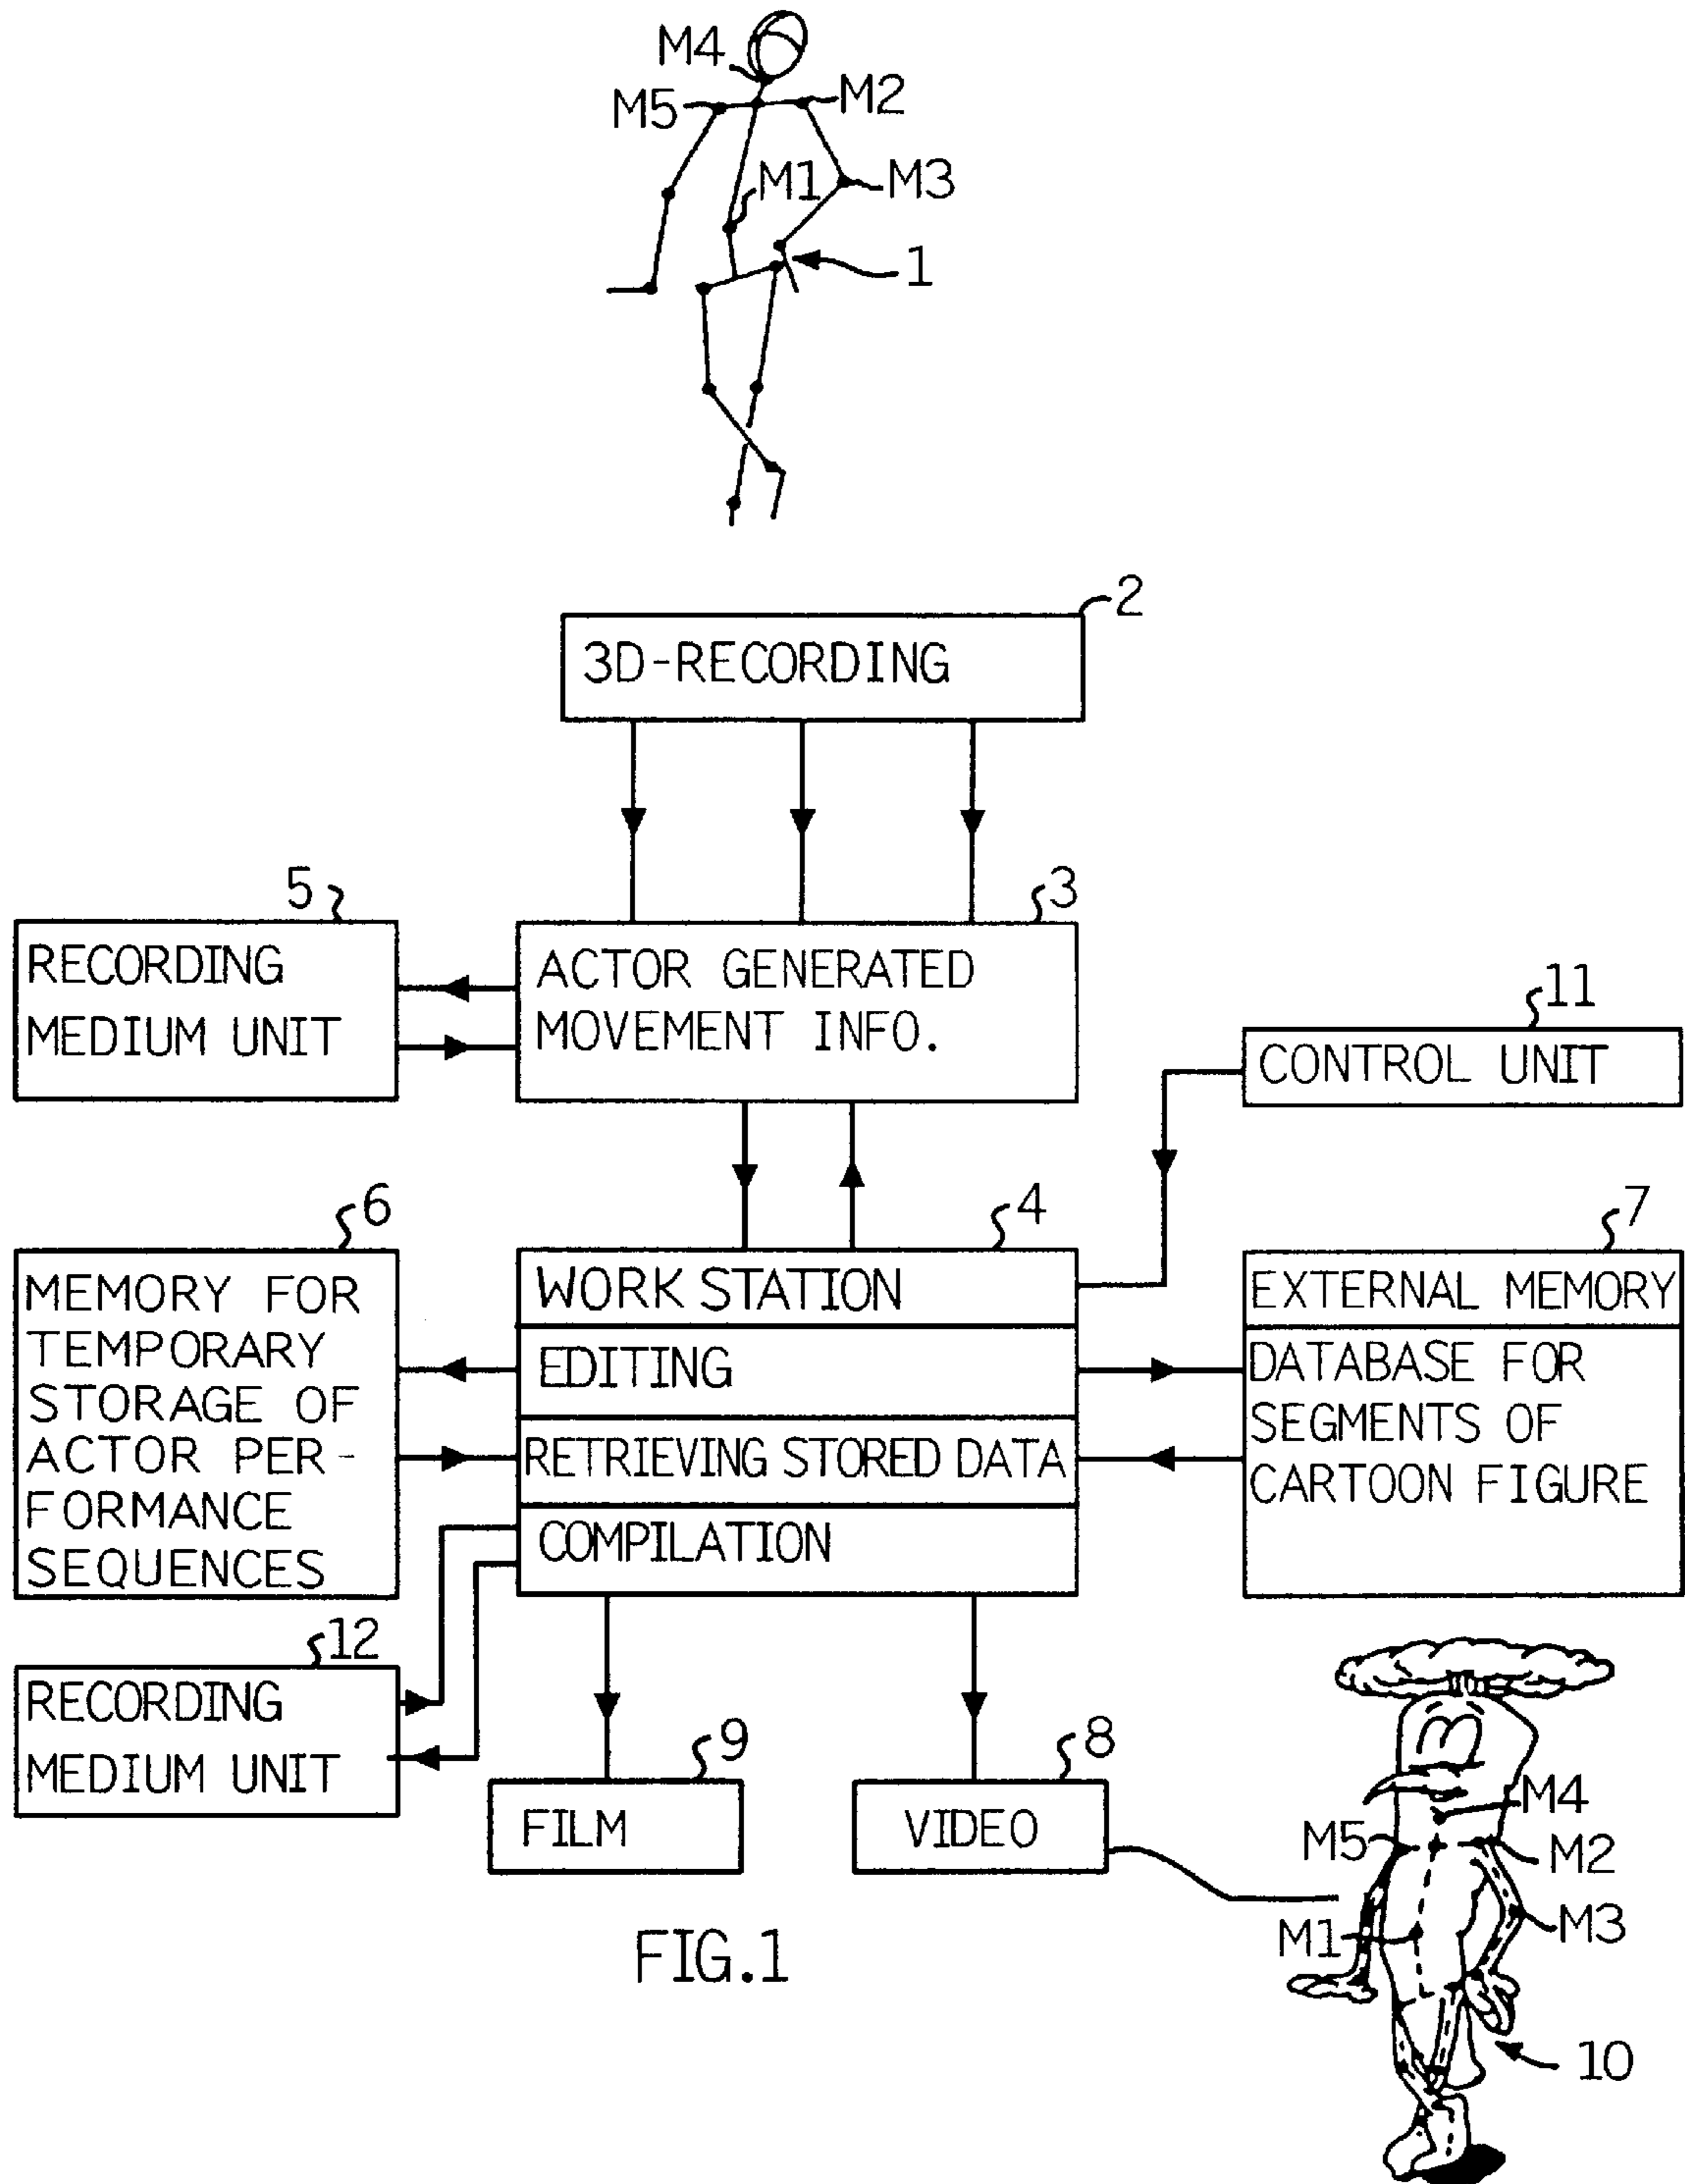 M4
M5
M2
M1
M3
1
2
3D-RECORDING
5
3
RECORDING
MEDIUM UNIT
ACTOR GENERATED
MOVEMENT INFO.
11
CONTROL UNIT
6
4
7
MEMORY FOR
TEMPORARY
STORAGE OF
ACTOR PER-
FORMANCE
SEQUENCES
WORK STATION
EDITING
RETRIEVING STORED DATA
COMPILATION
EXTERNAL MEMORY
DATABASE FOR
SEGMENTS OF
CARTOON FIGURE
12
RECORDING
MEDIUM UNIT
9
FILM
8
VIDEO
M4
M5
M2
M3
M1
10
FIG.1